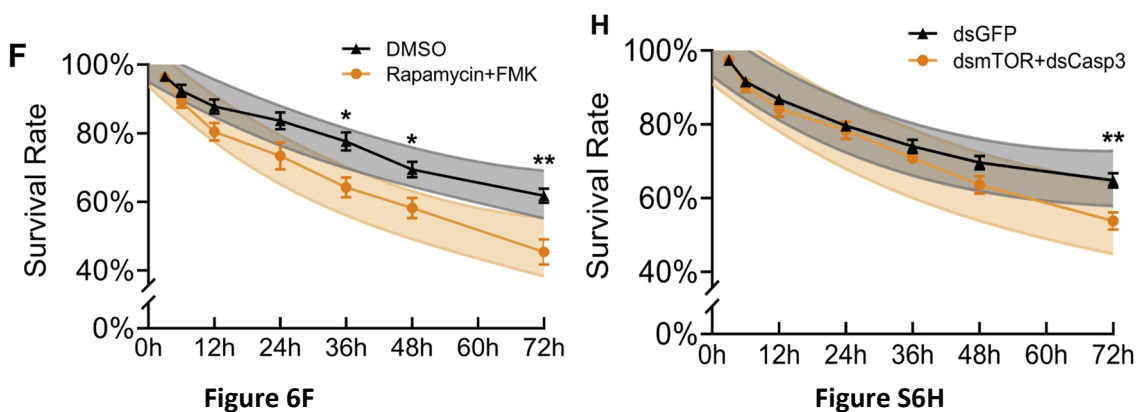 F
DMSO
Rapamycin+FMK
Survival Rate
100%
80%
60%
40%
0%
*
*
**
0h 12h 24h 36h 48h 60h 72h
Figure 6F
H
dsGFP
dsmTOR+dsCasp3
Survival Rate
100%
80%
60%
40%
0%
**
0h 12h 24h 36h 48h 60h 72h
Figure S6H